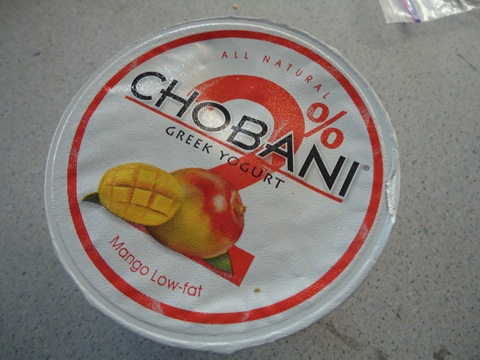 ALL NATURAL
2%
CHOBANI®
GREEK YOGURT
Mango Low-fat